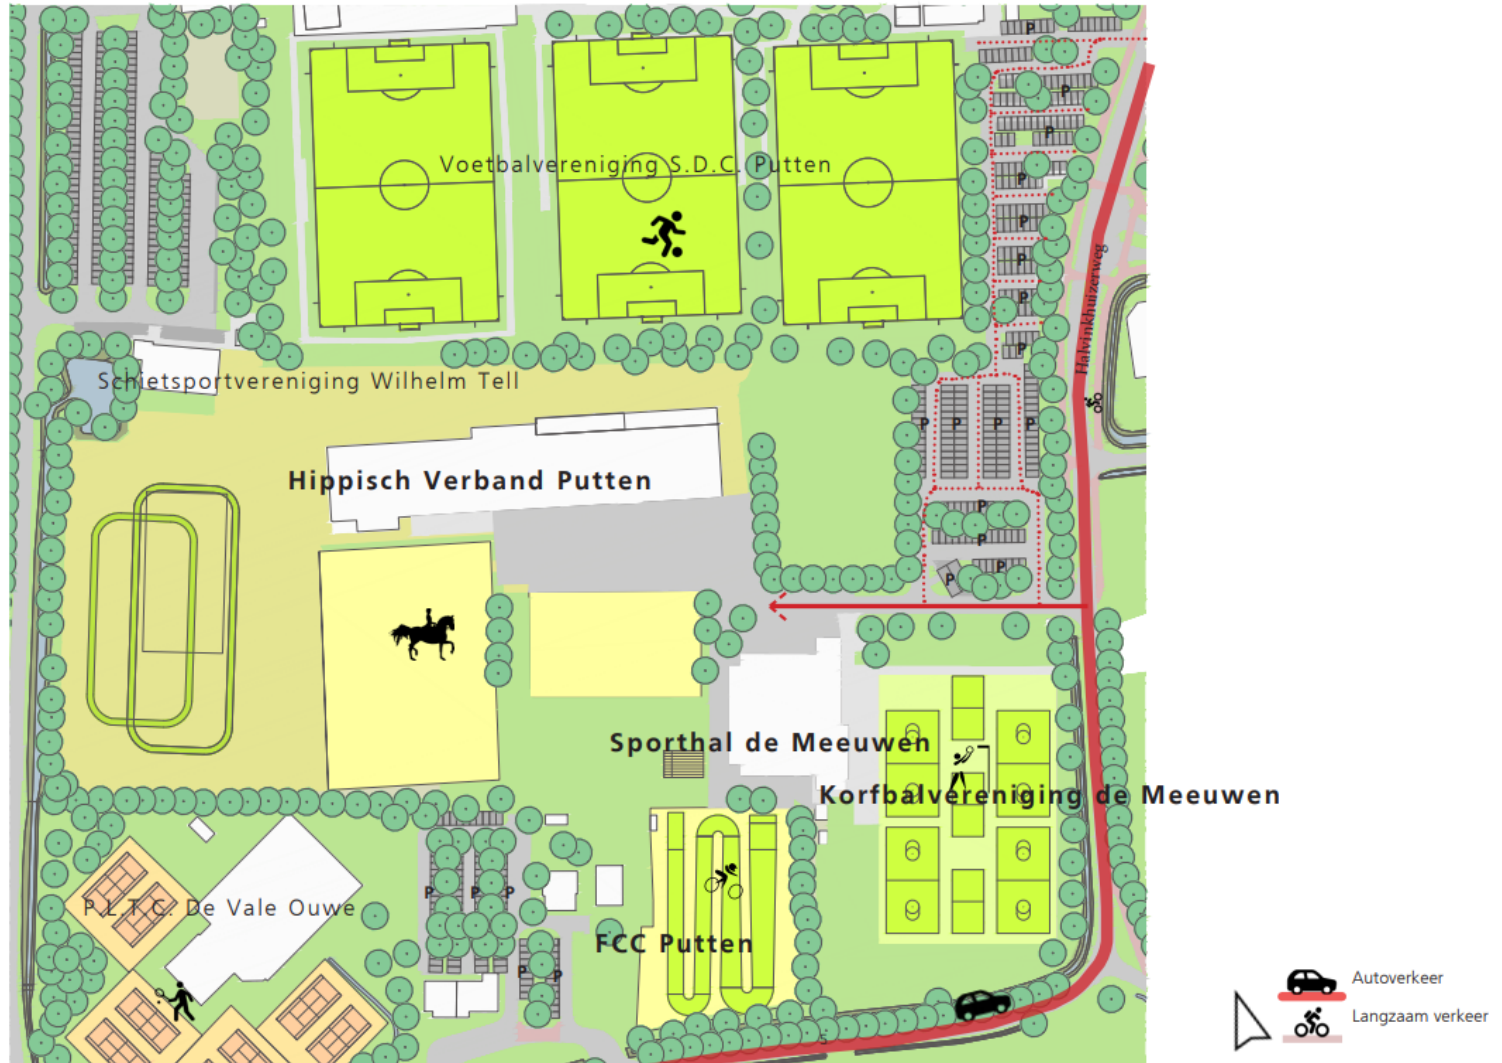 P
P
P
Voetbalvereniging S.D.C. Putten
P
P
P
Halvinkhuizerweg
P
P
Schietsportvereniging Wilhelm Tell
P P P P
Hippisch Verband Putten
P
P
P
P
Sporthal de Meeuwen
Korfbalvereniging de Meeuwen
P P P
P.L.T.C. De Vale Ouwe
FCC Putten
P P
Autoverkeer
Langzaam verkeer
5